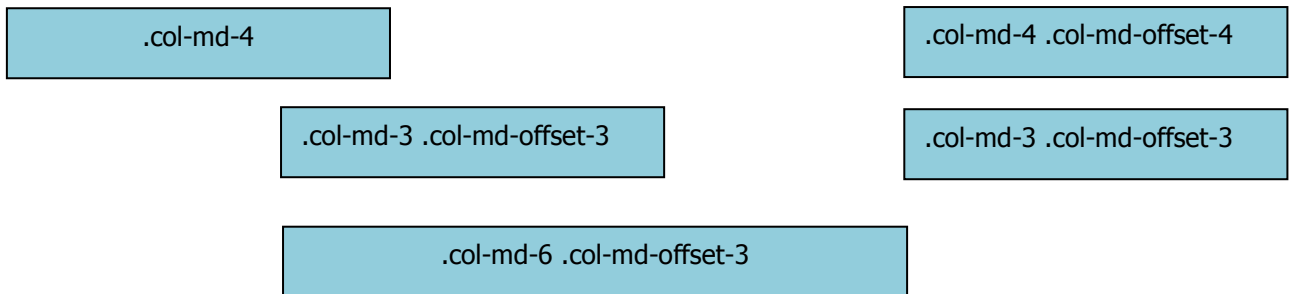 .col-md-4
.col-md-4 .col-md-offset-4
.col-md-3 .col-md-offset-3
.col-md-3 .col-md-offset-3
.col-md-6 .col-md-offset-3